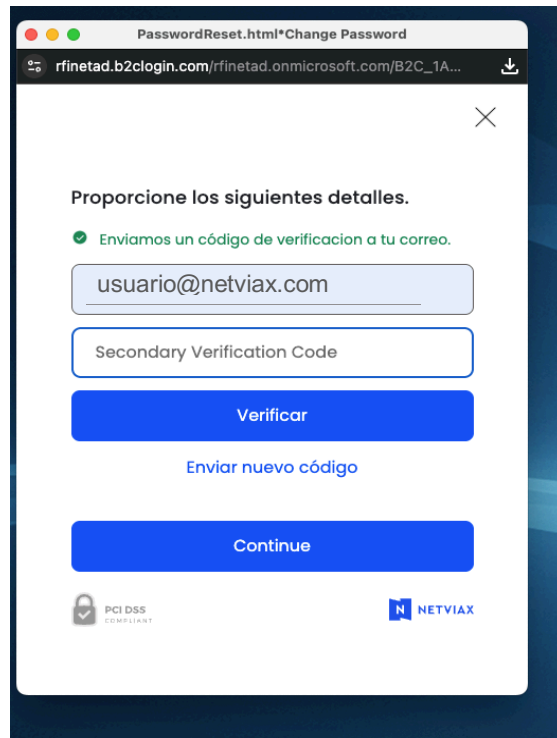 PasswordReset.html*Change Password
rfinetad.b2clogin.com/rfinetad.onmicrosoft.com/B2C_1A...
Proporcione los siguientes detalles.
Enviamos un código de verificacion a tu correo.
usuario@netviax.com
Secondary Verification Code
Verificar
Enviar nuevo código
Continue
PCI DSS
COMPLIANT
N NETVIAX